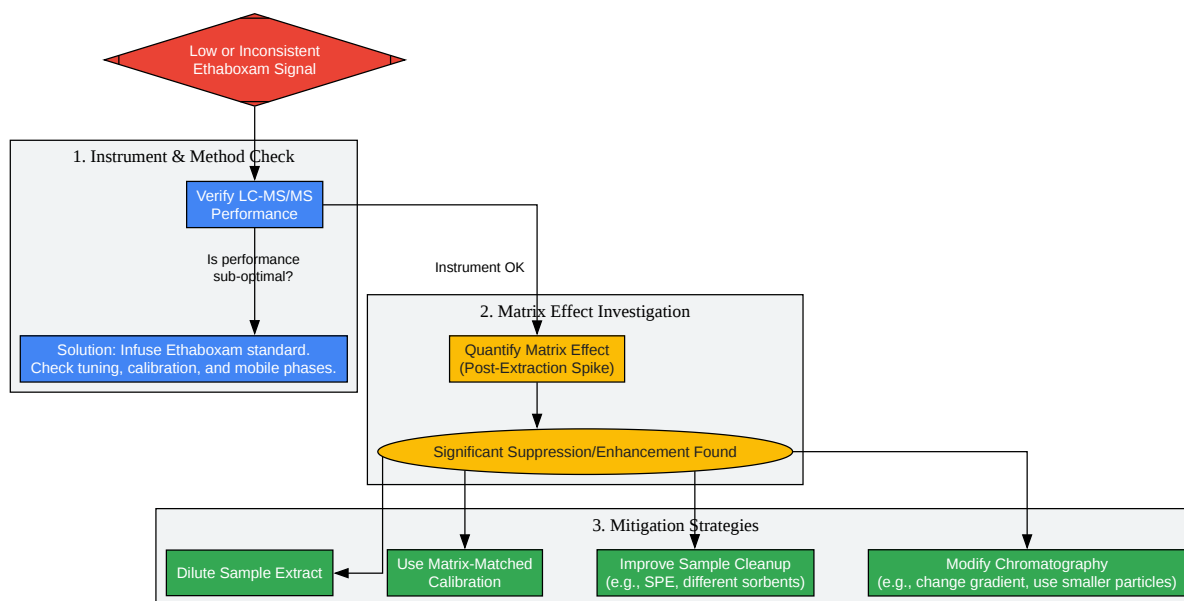 Low or Inconsistent
Ethaboxam Signal
1. Instrument & Method Check
Verify LC-MS/MS
Performance
Is performance
sub-optimal?
Instrument OK
Solution: Infuse Ethaboxam standard.
Check tuning, calibration, and mobile phases.
2. Matrix Effect Investigation
Quantify Matrix Effect
(Post-Extraction Spike)
Significant Suppression/Enhancement Found
3. Mitigation Strategies
Dilute Sample Extract
Use Matrix-Matched
Calibration
Improve Sample Cleanup
(e.g., SPE, different sorbents)
Modify Chromatography
(e.g., change gradient, use smaller particles)